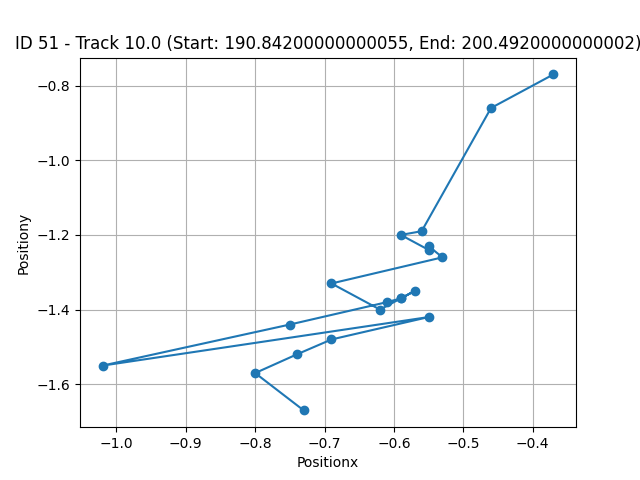 ID 51 - Track 10.0 (Start: 190.84200000000055, End: 200.4920000000002)
−0.8
−1.0
−1.2
−1.4
−1.6
Positiony
−1.0 −0.9 −0.8 −0.7 −0.6 −0.5 −0.4
Positionx